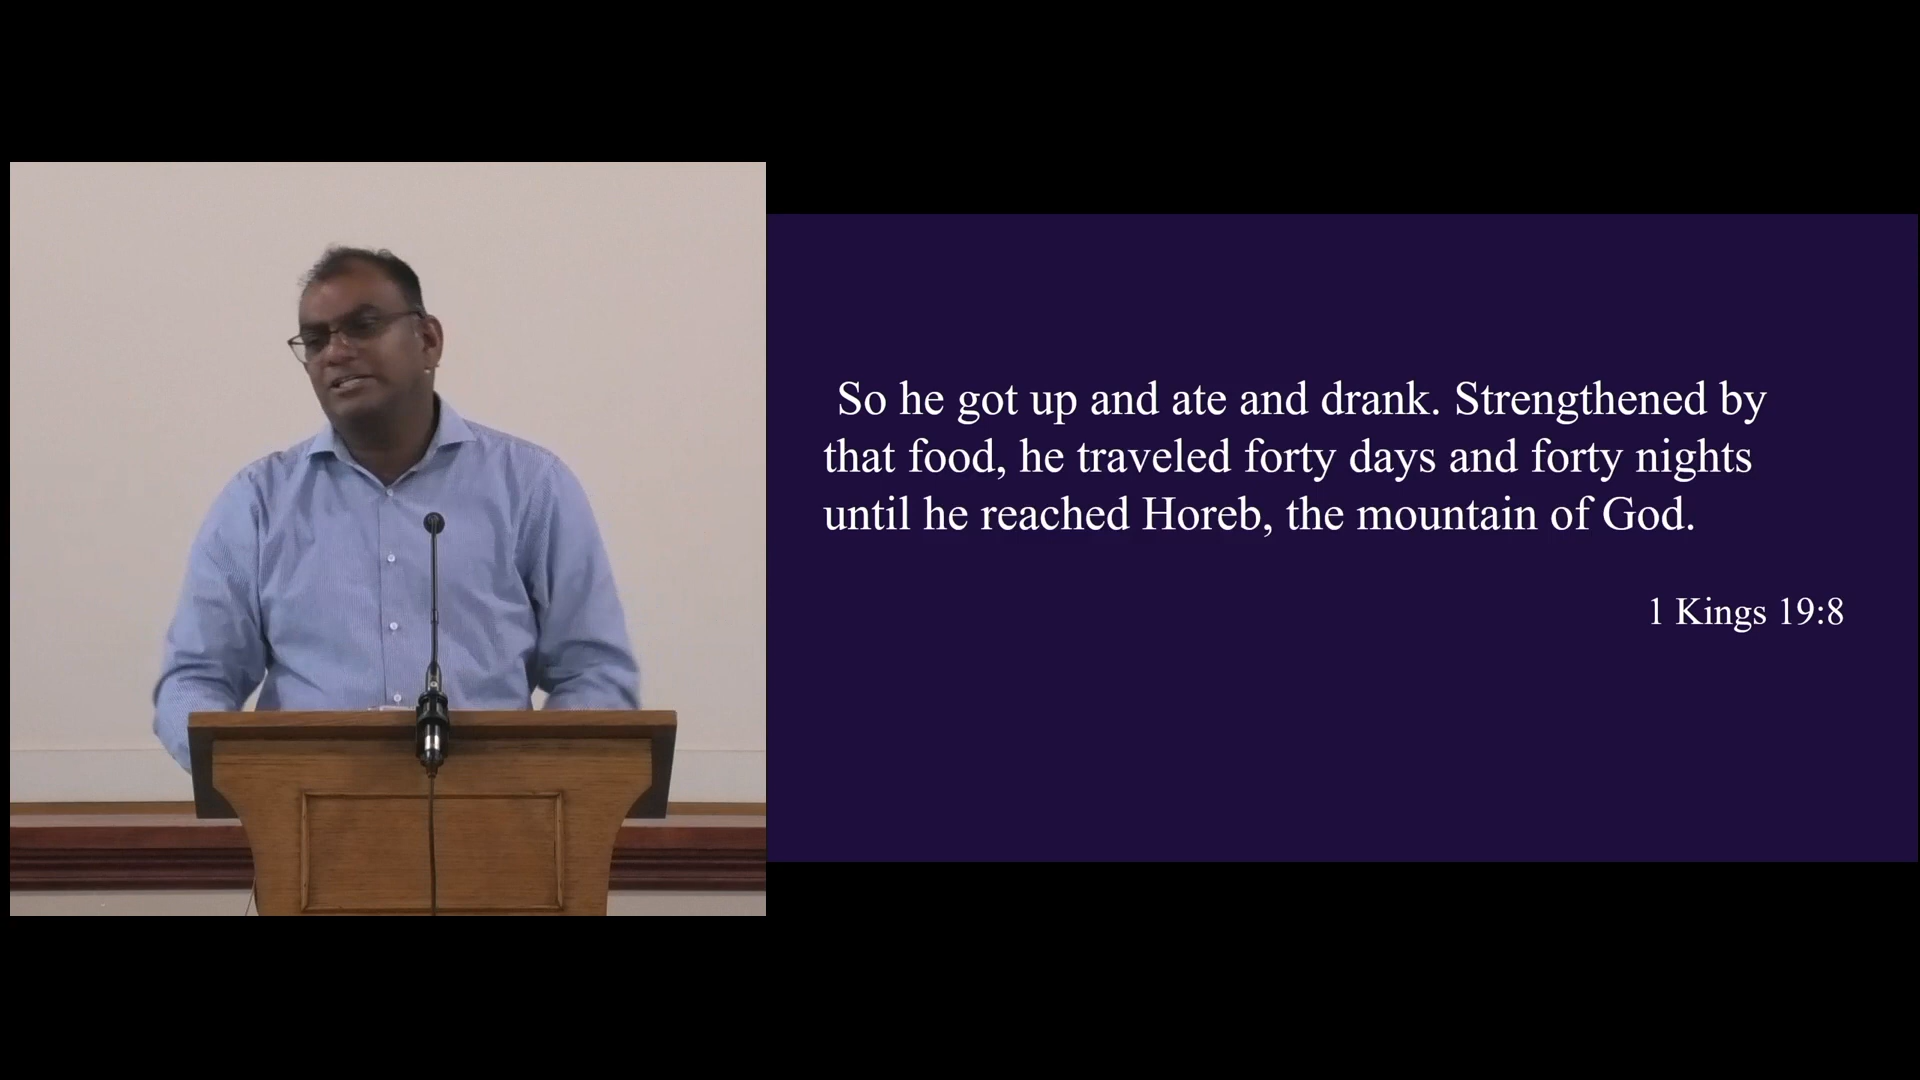 So he got up and ate and drank. Strengthened by
that food, he traveled forty days and forty nights
until he reached Horeb, the mountain of God.
1 Kings 19:8